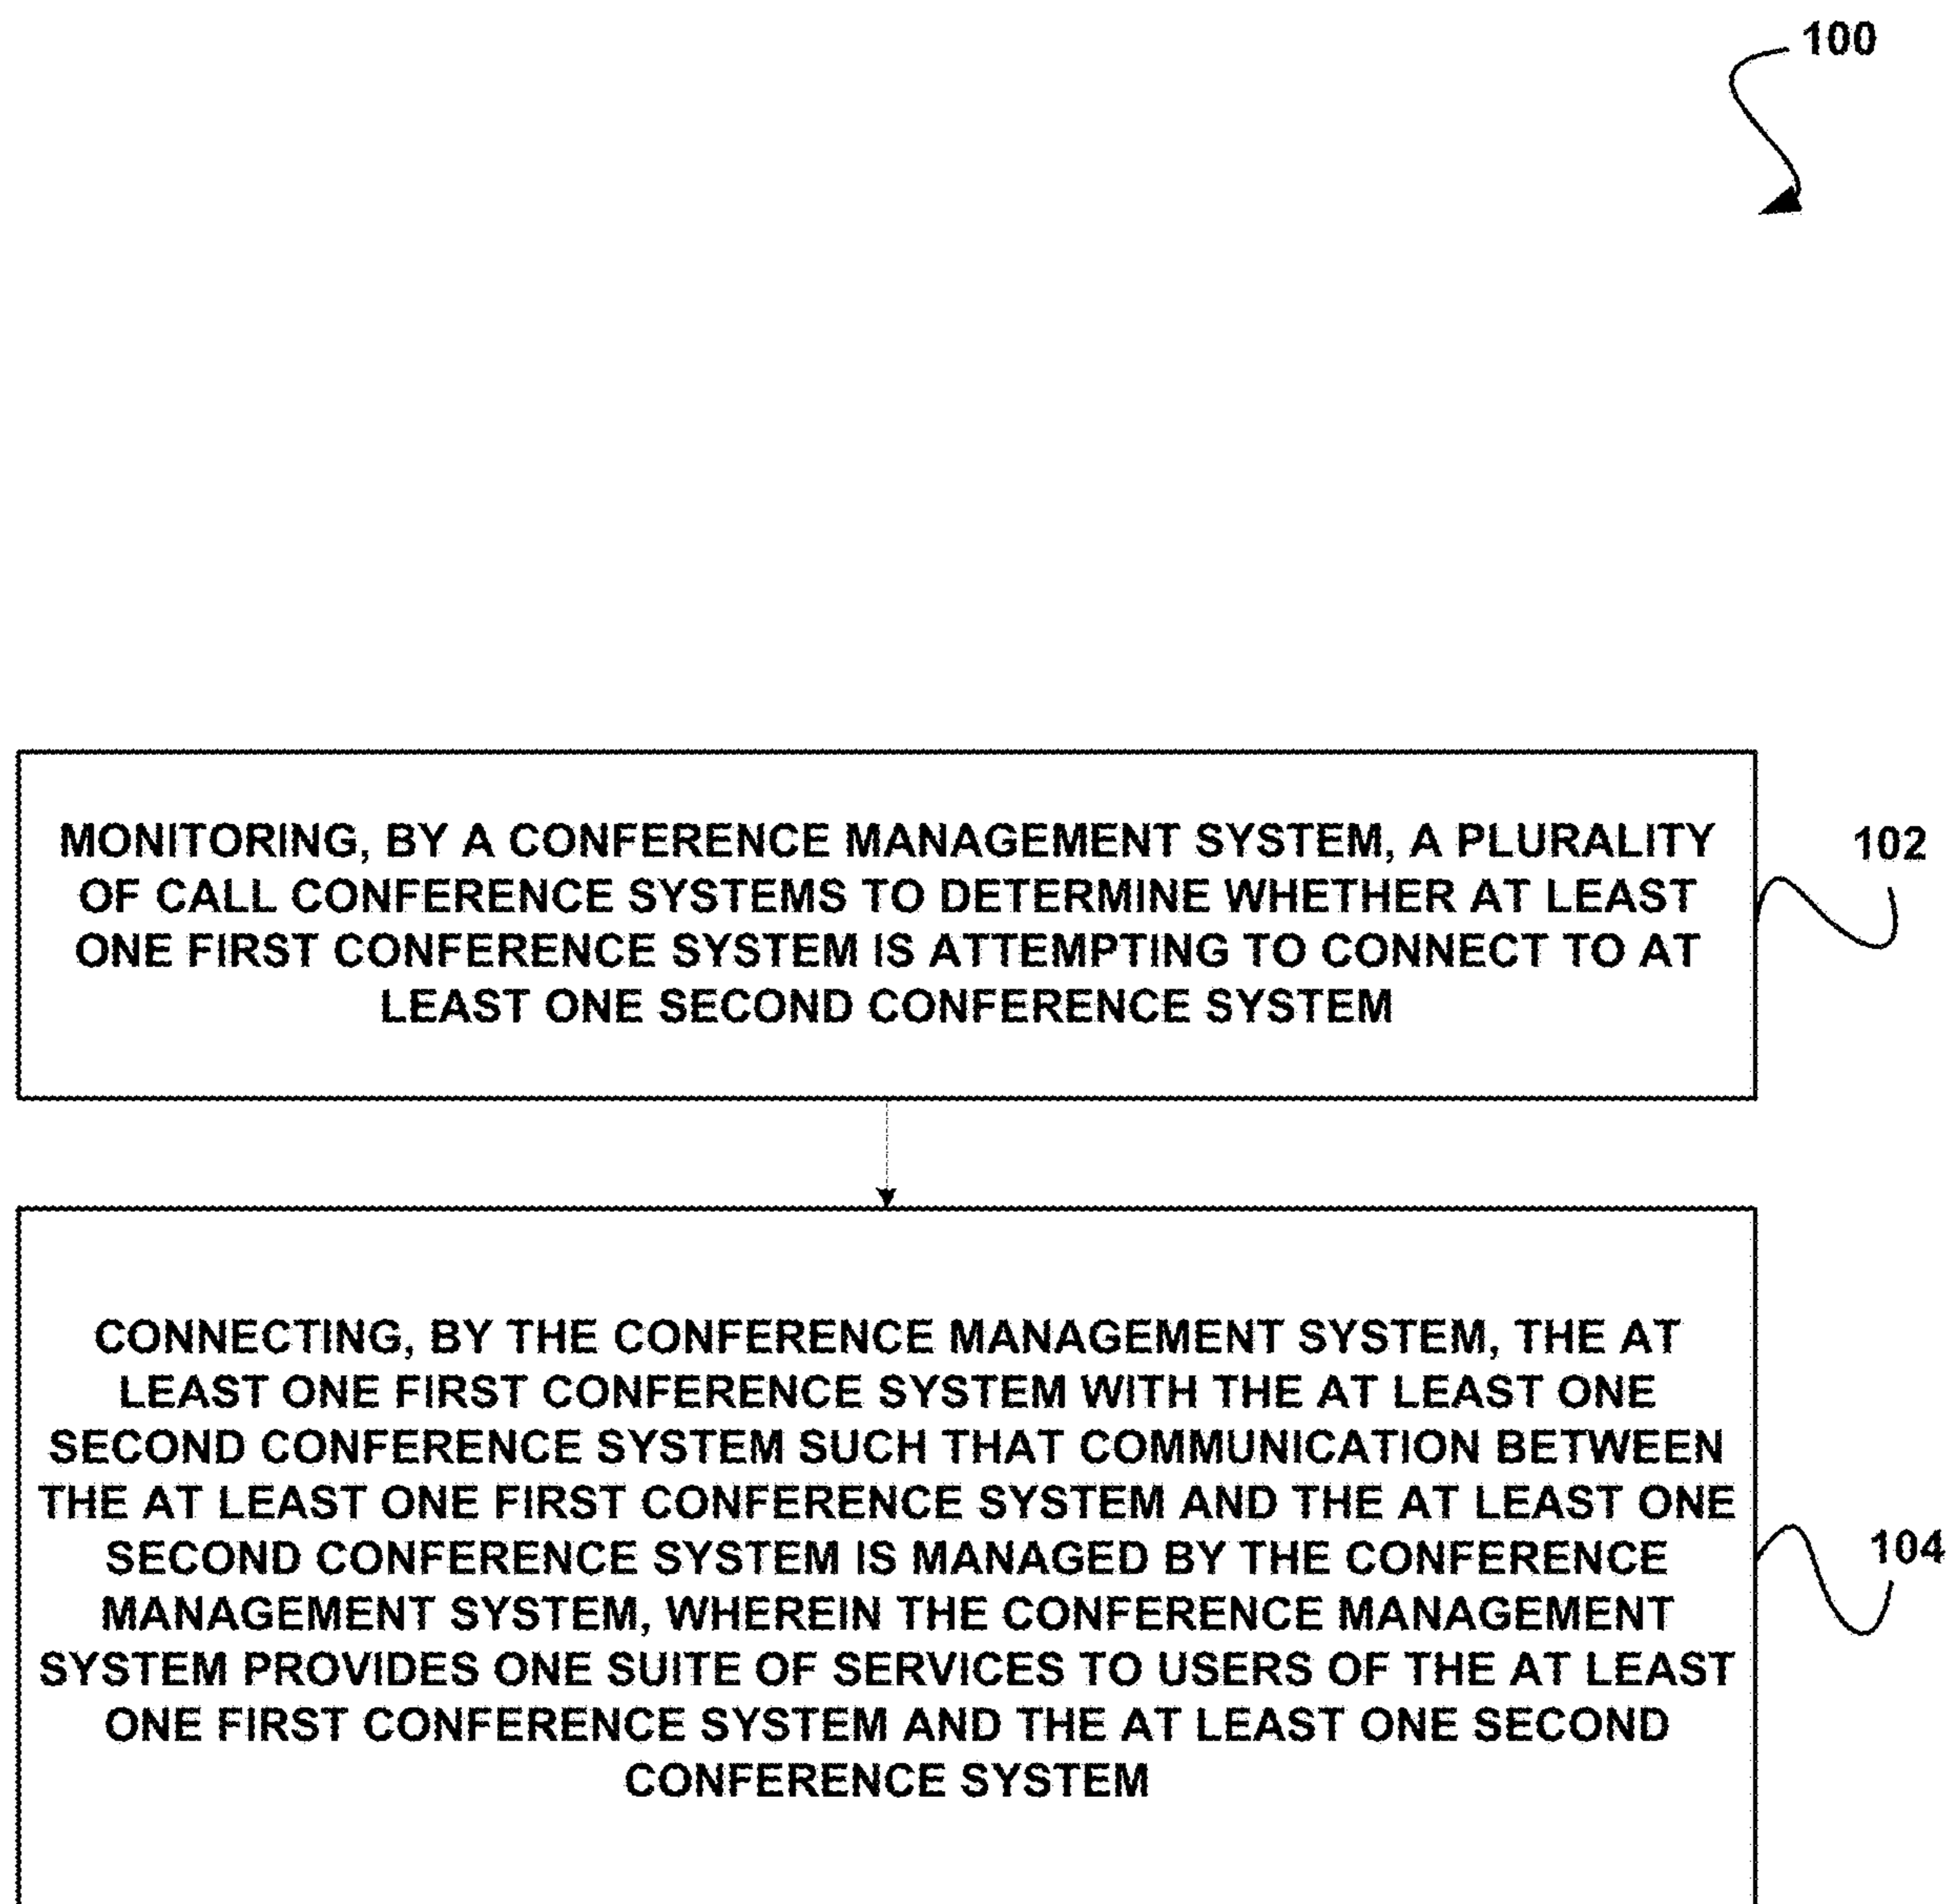 100
MONITORING, BY A CONFERENCE MANAGEMENT SYSTEM, A PLURALITY
OF CALL CONFERENCE SYSTEMS TO DETERMINE WHETHER AT LEAST
ONE FIRST CONFERENCE SYSTEM IS ATTEMPTING TO CONNECT TO AT
LEAST ONE SECOND CONFERENCE SYSTEM
102
CONNECTING, BY THE CONFERENCE MANAGEMENT SYSTEM, THE AT
LEAST ONE FIRST CONFERENCE SYSTEM WITH THE AT LEAST ONE
SECOND CONFERENCE SYSTEM SUCH THAT COMMUNICATION BETWEEN
THE AT LEAST ONE FIRST CONFERENCE SYSTEM AND THE AT LEAST ONE
SECOND CONFERENCE SYSTEM IS MANAGED BY THE CONFERENCE
MANAGEMENT SYSTEM, WHEREIN THE CONFERENCE MANAGEMENT
SYSTEM PROVIDES ONE SUITE OF SERVICES TO USERS OF THE AT LEAST
ONE FIRST CONFERENCE SYSTEM AND THE AT LEAST ONE SECOND
CONFERENCE SYSTEM
104